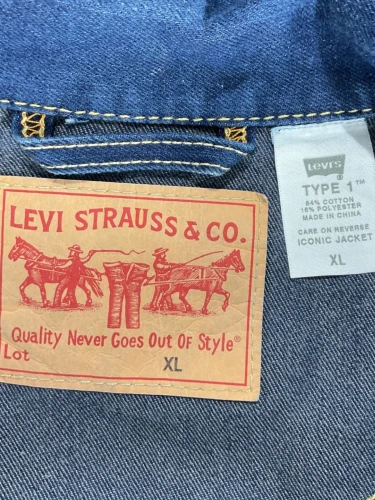 LEVI STRAUSS & CO.
Quality Never Goes Out Of Style®
Lot XL
Levi's
TYPE 1™
84% COTTON
16% POLYESTER
MADE IN CHINA
CARE ON REVERSE
ICONIC JACKET
XL